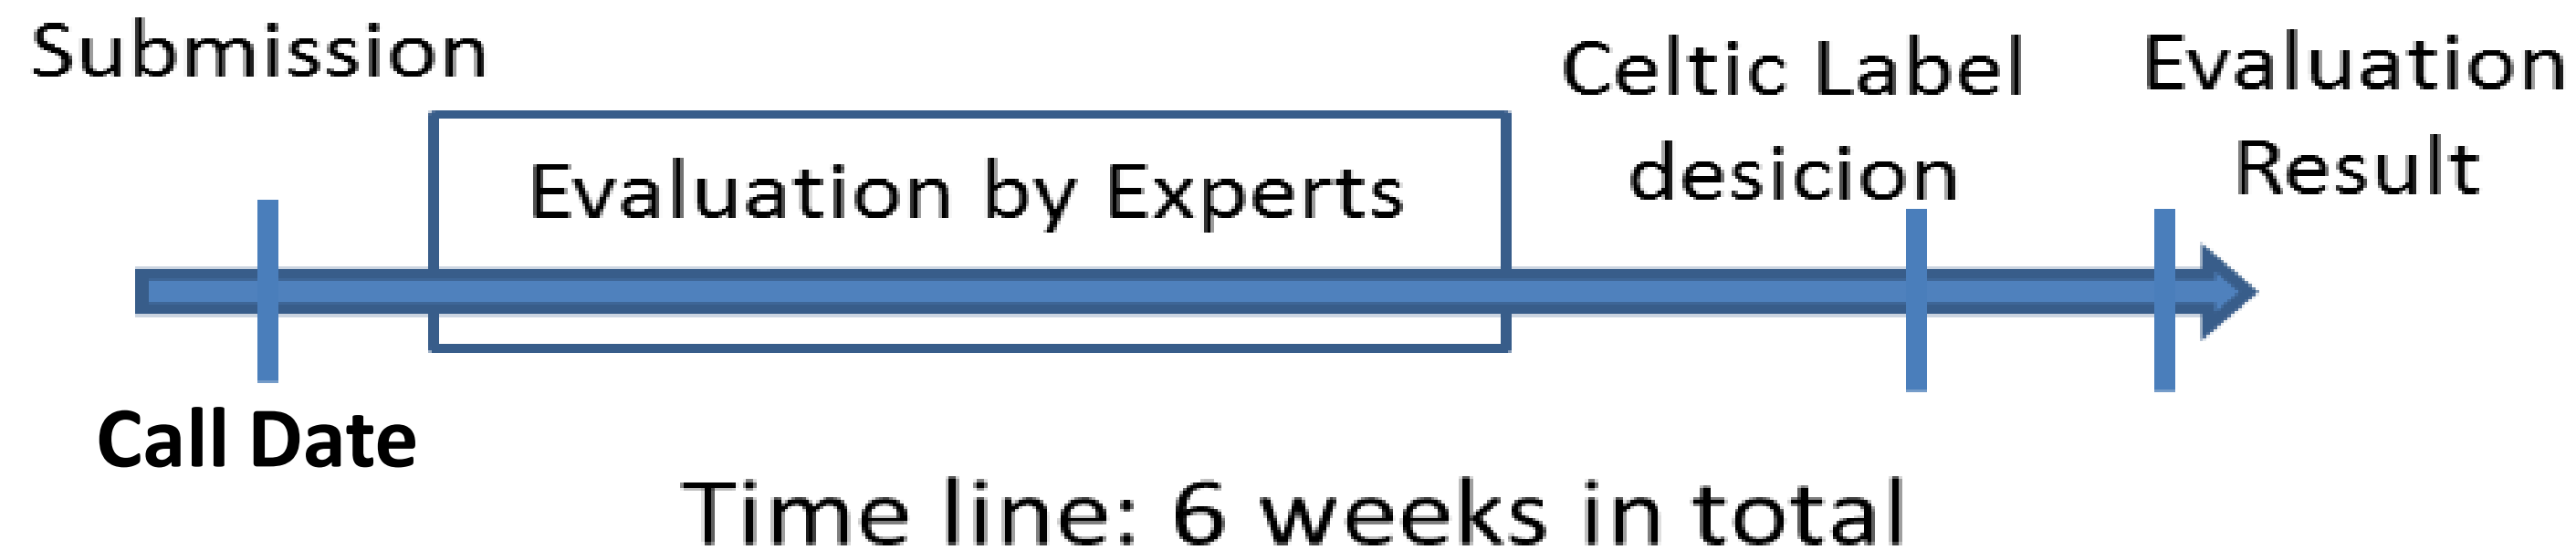 Submission
Evaluation by Experts
Celtic Label
desicion
Evaluation
Result
Call Date
Time line: 6 weeks in total